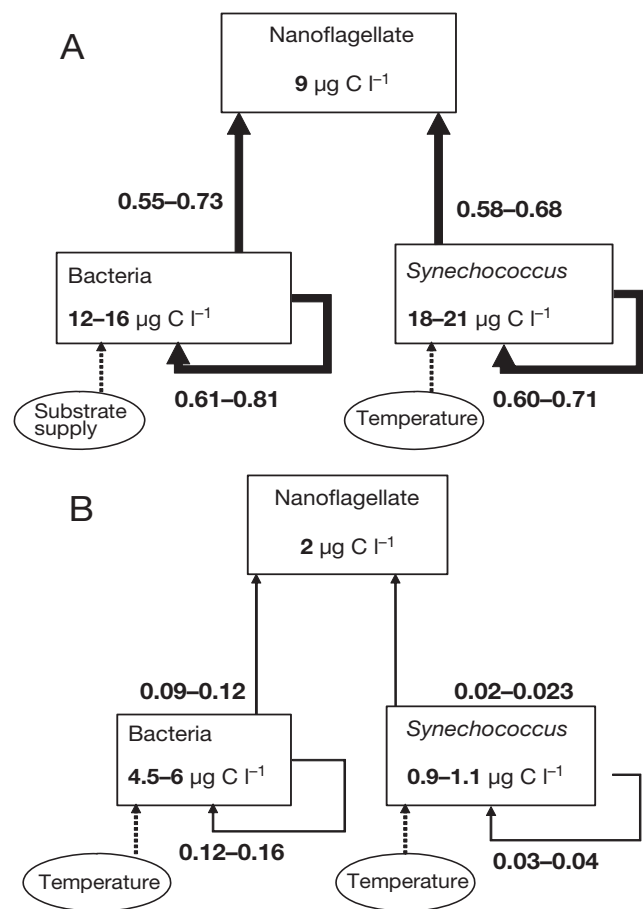 A
Nanoflagellate
9 µg C l⁻¹
0.55–0.73
0.58–0.68
Bacteria
12–16 µg C l⁻¹
Synechococcus
18–21 µg C l⁻¹
0.61–0.81
0.60–0.71
Substrate
supply
Temperature
B
Nanoflagellate
2 µg C l⁻¹
0.09–0.12
0.02–0.023
Bacteria
4.5–6 µg C l⁻¹
Synechococcus
0.9–1.1 µg C l⁻¹
0.12–0.16
0.03–0.04
Temperature
Temperature